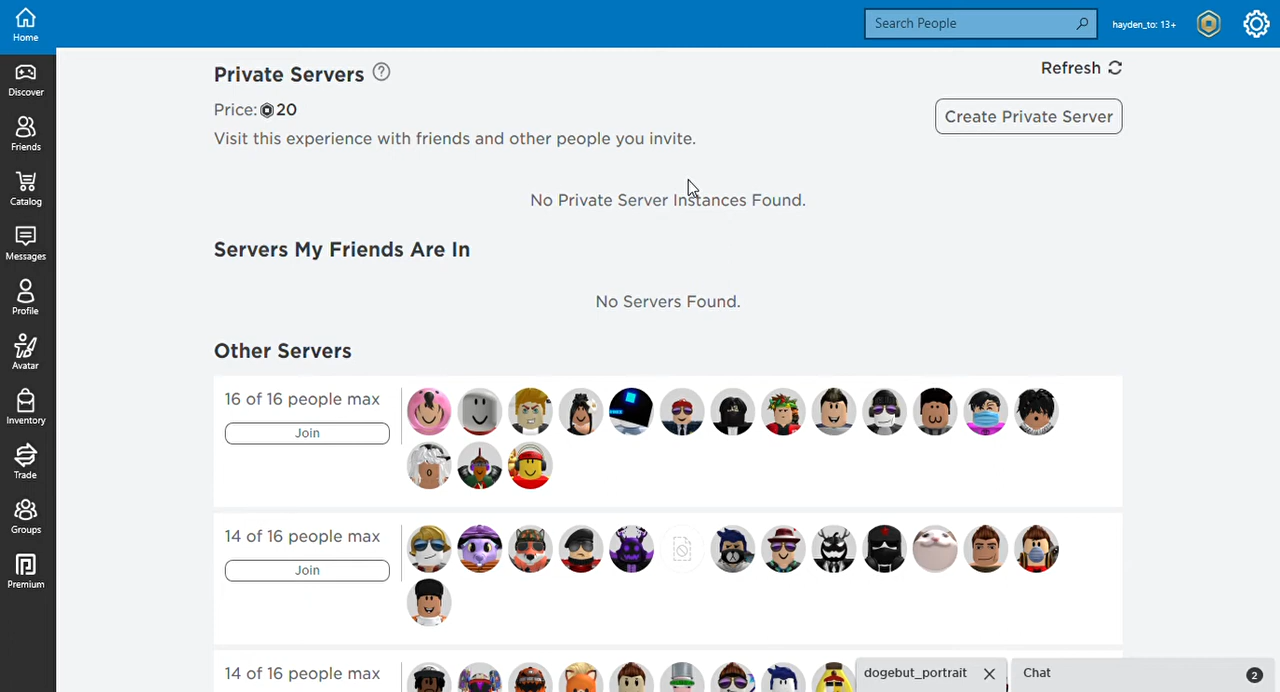 Home
Search People
hayden_to: 13+
Discover
Friends
Catalog
Messages
Profile
Avatar
Inventory
Trade
Groups
Premium
Private Servers ?
Refresh
Price: 20
Create Private Server
Visit this experience with friends and other people you invite.
No Private Server Instances Found.
Servers My Friends Are In
No Servers Found.
Other Servers
16 of 16 people max
Join
14 of 16 people max
Join
14 of 16 people max
dogebut_portrait
Chat
2